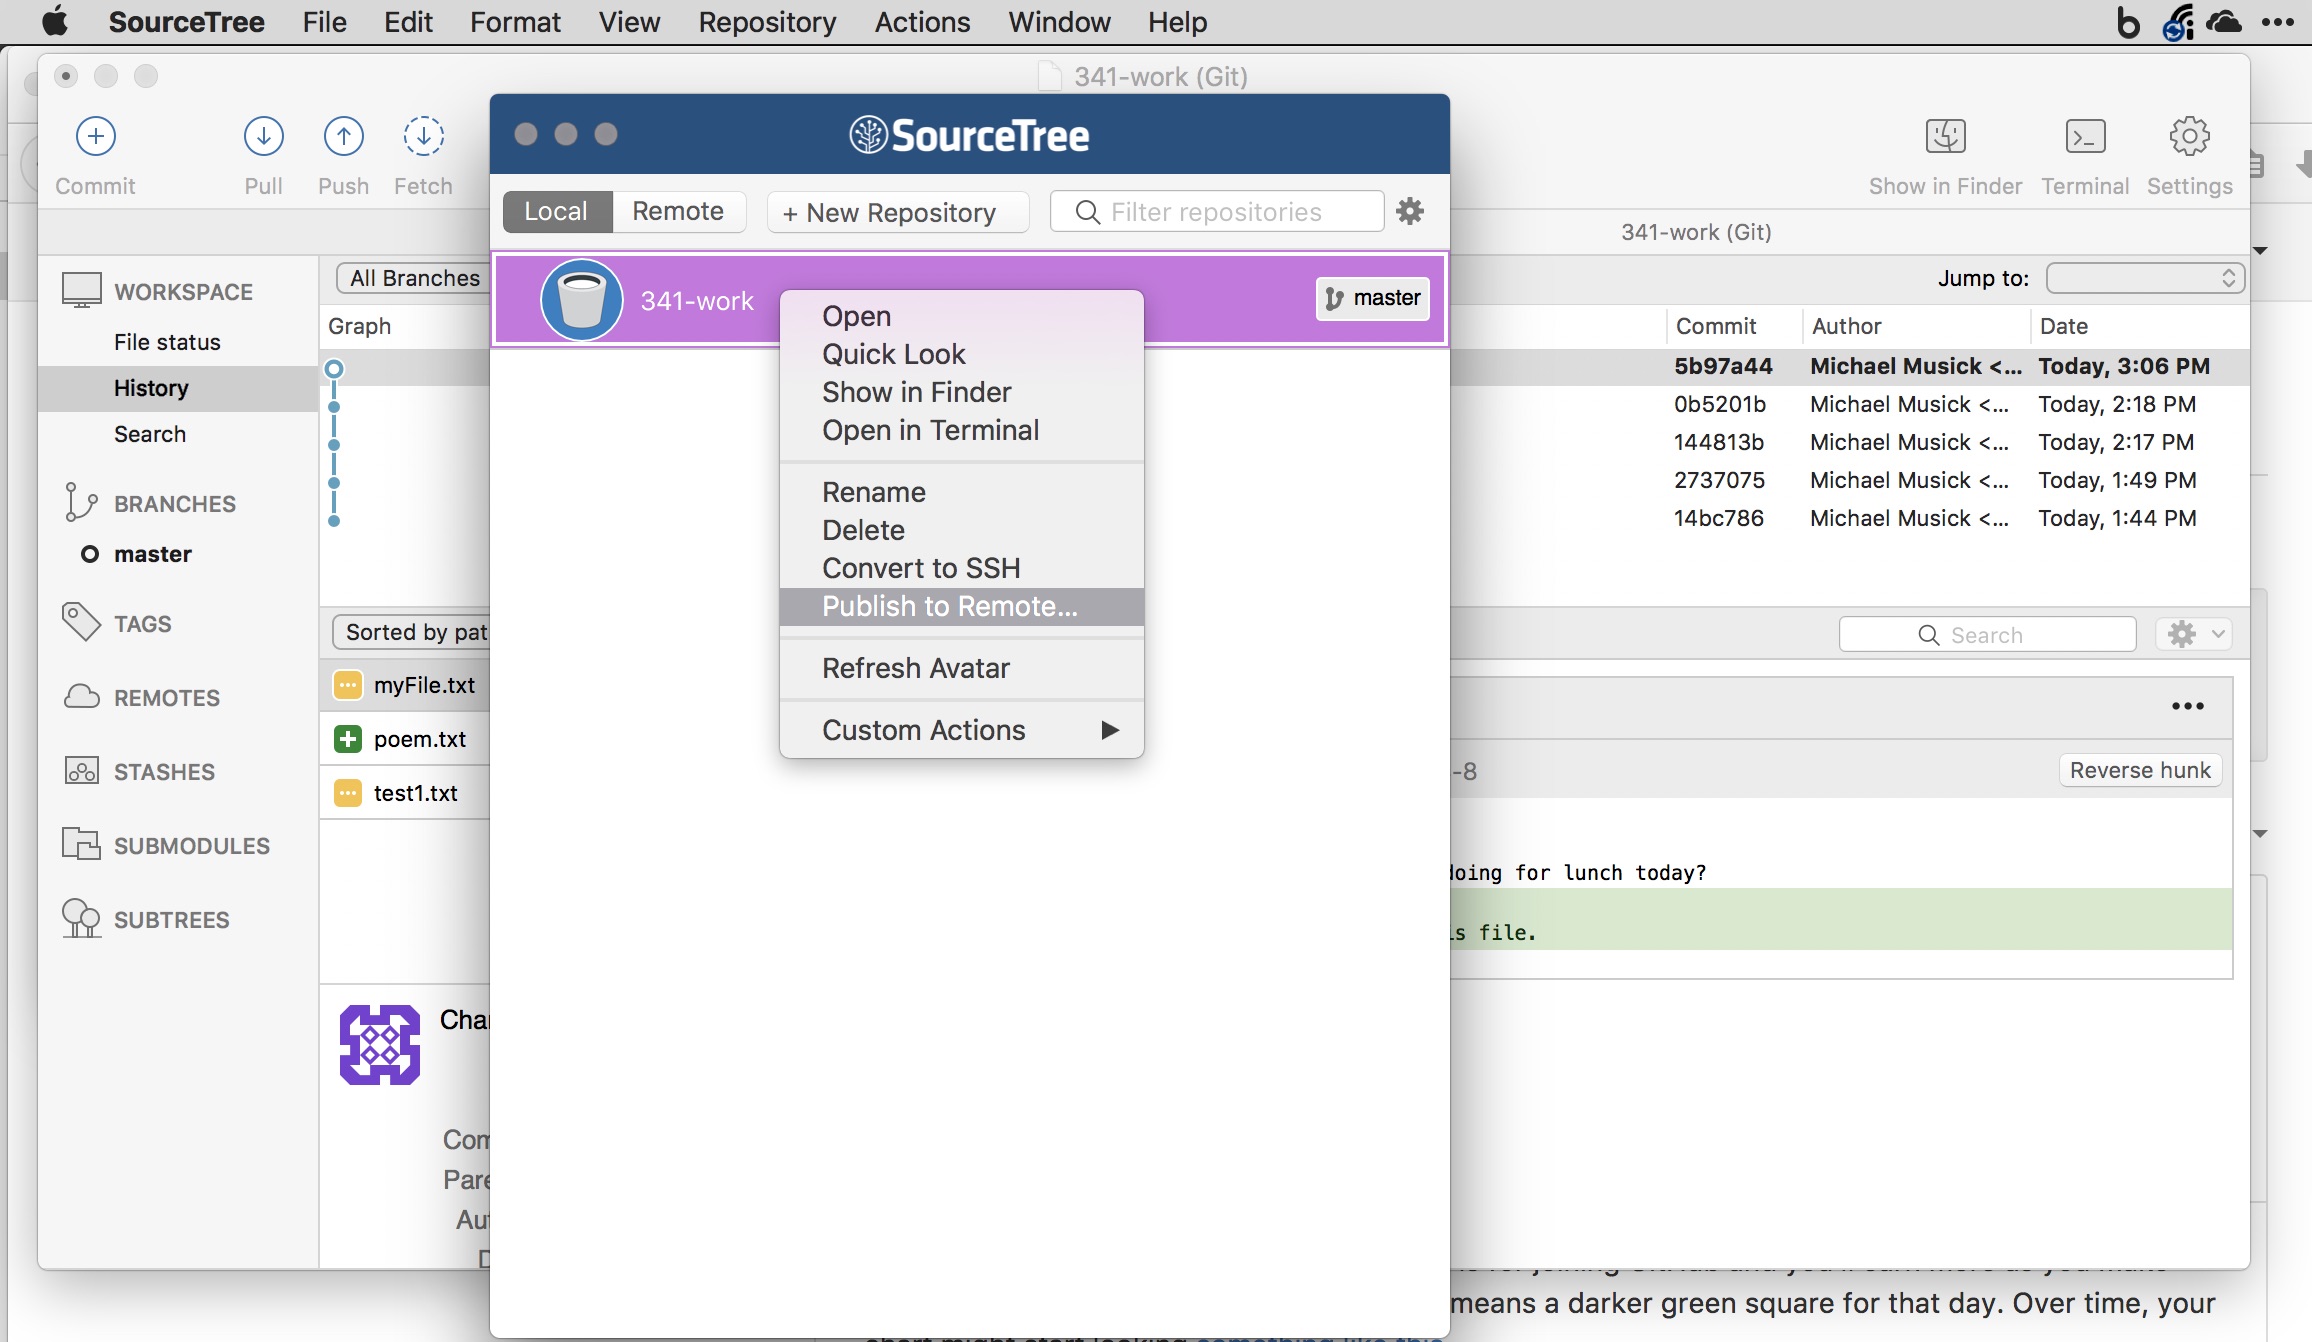 SourceTree File Edit Format View Repository Actions Window Help
341-work (Git)
Commit Pull Push Fetch
SourceTree
Show in Finder Terminal Settings
Local Remote + New Repository Filter repositories
341-work (Git)
341-work master
WORKSPACE
File status
History
Search
BRANCHES
master
TAGS
REMOTES
STASHES
SUBMODULES
SUBTREES
All Branches
Graph
Sorted by pat
myFile.txt
poem.txt
test1.txt
Open
Quick Look
Show in Finder
Open in Terminal
Rename
Delete
Convert to SSH
Publish to Remote...
Refresh Avatar
Custom Actions
Jump to:
Commit Author Date
5b97a44 Michael Musick <... Today, 3:06 PM
0b5201b Michael Musick <... Today, 2:18 PM
144813b Michael Musick <... Today, 2:17 PM
2737075 Michael Musick <... Today, 1:49 PM
14bc786 Michael Musick <... Today, 1:44 PM
Search
-8 Reverse hunk
doing for lunch today?
is file.
Char
Com
Pare
Aut
D
means a darker green square for that day. Over time, your